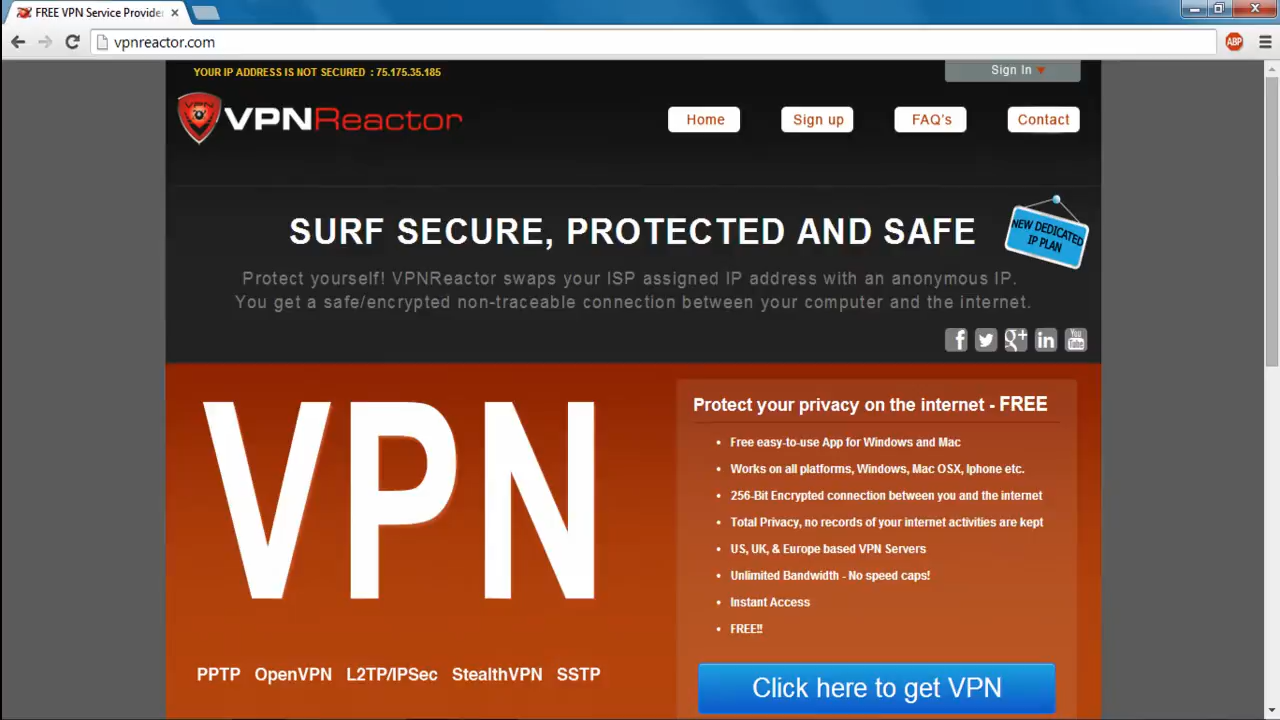 FREE VPN Service Provide
vpnreactor.com
ABP
YOUR IP ADDRESS IS NOT SECURED : 75.175.35.185
Sign In
VPN
VPNReactor
Home
Sign up
FAQ's
Contact
SURF SECURE, PROTECTED AND SAFE
NEW DEDICATED
IP PLAN
Protect yourself! VPNReactor swaps your ISP assigned IP address with an anonymous IP.
You get a safe/encrypted non-traceable connection between your computer and the internet.
f
g+
in
You
Tube
VPN
Protect your privacy on the internet - FREE
• Free easy-to-use App for Windows and Mac
• Works on all platforms, Windows, Mac OSX, Iphone etc.
• 256-Bit Encrypted connection between you and the internet
• Total Privacy, no records of your internet activities are kept
• US, UK, & Europe based VPN Servers
• Unlimited Bandwidth - No speed caps!
• Instant Access
• FREE!!
PPTP OpenVPN L2TP/IPSec StealthVPN SSTP
Click here to get VPN